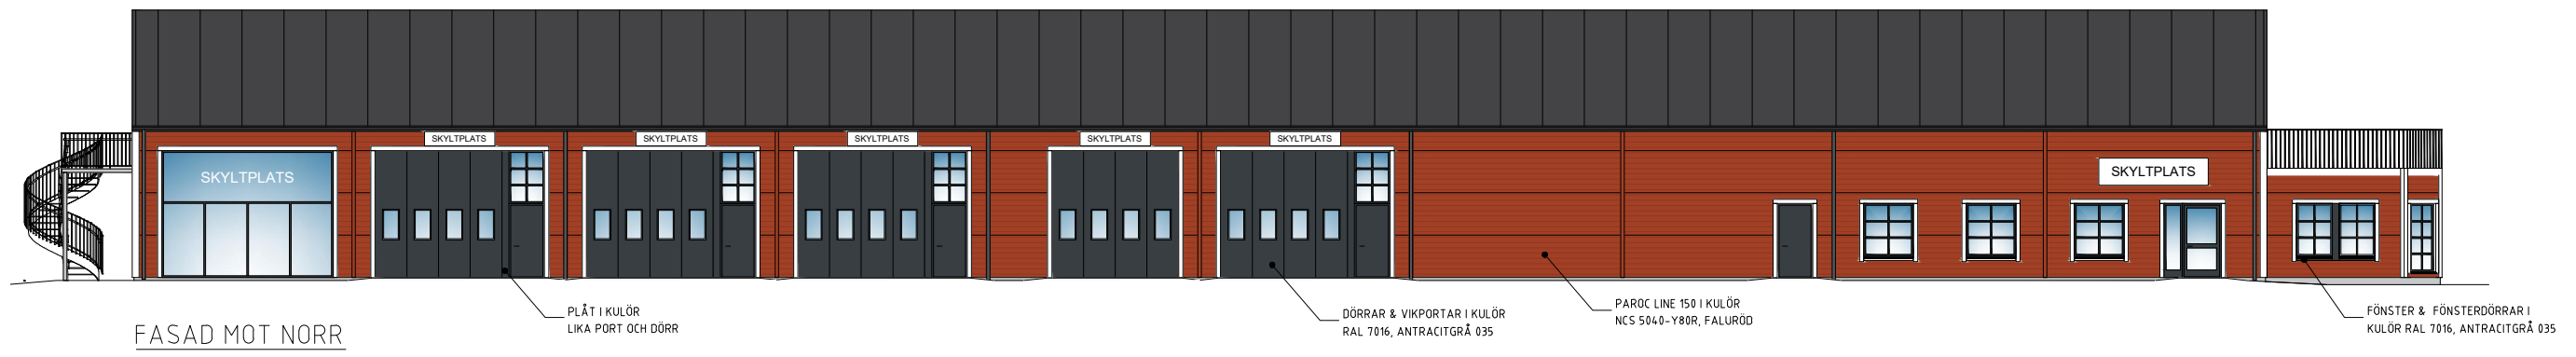 SKYLTPLATS
SKYLTPLATS
SKYLTPLATS
SKYLTPLATS
SKYLTPLATS
SKYLTPLATS
SKYLTPLATS
PLÅT I KULÖR
LIKA PORT OCH DÖRR
DÖRRAR & VIKPORTAR I KULÖR
RAL 7016, ANTRACITGRÅ 035
PAROC LINE 150 I KULÖR
NCS 5040-Y80R, FALURÖD
FÖNSTER & FÖNSTERDÖRRAR I
KULÖR RAL 7016, ANTRACITGRÅ 035
FASAD MOT NORR